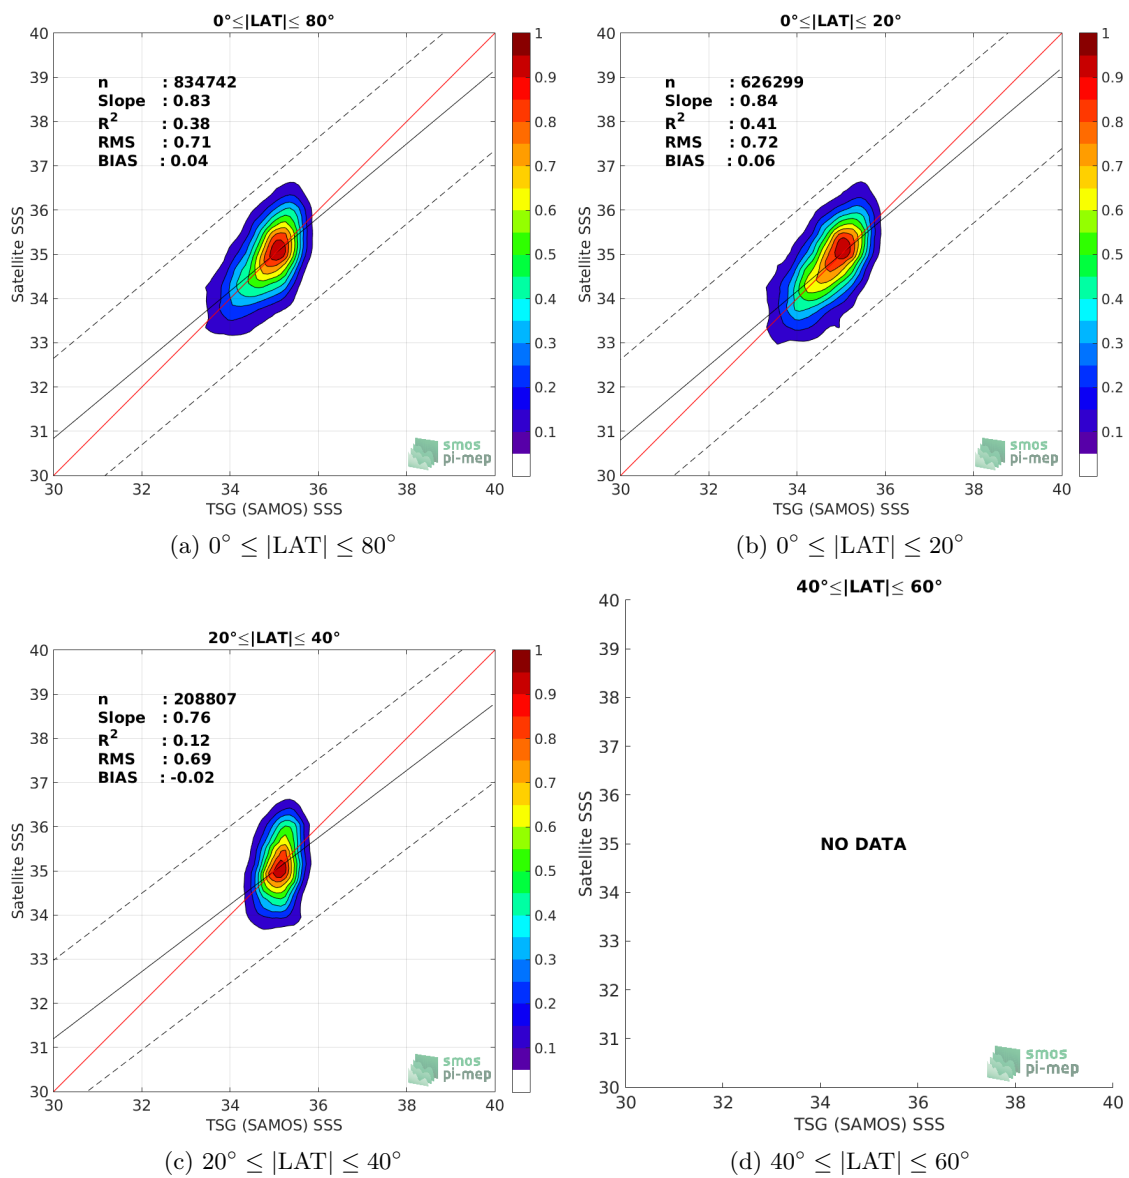 0°≤|LAT|≤ 80°
40
39
38
37
36
35
34
33
32
31
30
Satellite SSS
n : 834742
Slope : 0.83
R² : 0.38
RMS : 0.71
BIAS : 0.04
smos
pi-mep
30 32 34 36 38 40
TSG (SAMOS) SSS
1
0.9
0.8
0.7
0.6
0.5
0.4
0.3
0.2
0.1
(a) 0° ≤ |LAT| ≤ 80°
0°≤|LAT|≤ 20°
40
39
38
37
36
35
34
33
32
31
30
Satellite SSS
n : 626299
Slope : 0.84
R² : 0.41
RMS : 0.72
BIAS : 0.06
smos
pi-mep
30 32 34 36 38 40
TSG (SAMOS) SSS
1
0.9
0.8
0.7
0.6
0.5
0.4
0.3
0.2
0.1
(b) 0° ≤ |LAT| ≤ 20°
20°≤|LAT|≤ 40°
40
39
38
37
36
35
34
33
32
31
30
Satellite SSS
n : 208807
Slope : 0.76
R² : 0.12
RMS : 0.69
BIAS : -0.02
smos
pi-mep
30 32 34 36 38 40
TSG (SAMOS) SSS
1
0.9
0.8
0.7
0.6
0.5
0.4
0.3
0.2
0.1
(c) 20° ≤ |LAT| ≤ 40°
40°≤|LAT|≤ 60°
40
39
38
37
36
35
34
33
32
31
30
Satellite SSS
NO DATA
smos
pi-mep
30 32 34 36 38 40
TSG (SAMOS) SSS
(d) 40° ≤ |LAT| ≤ 60°